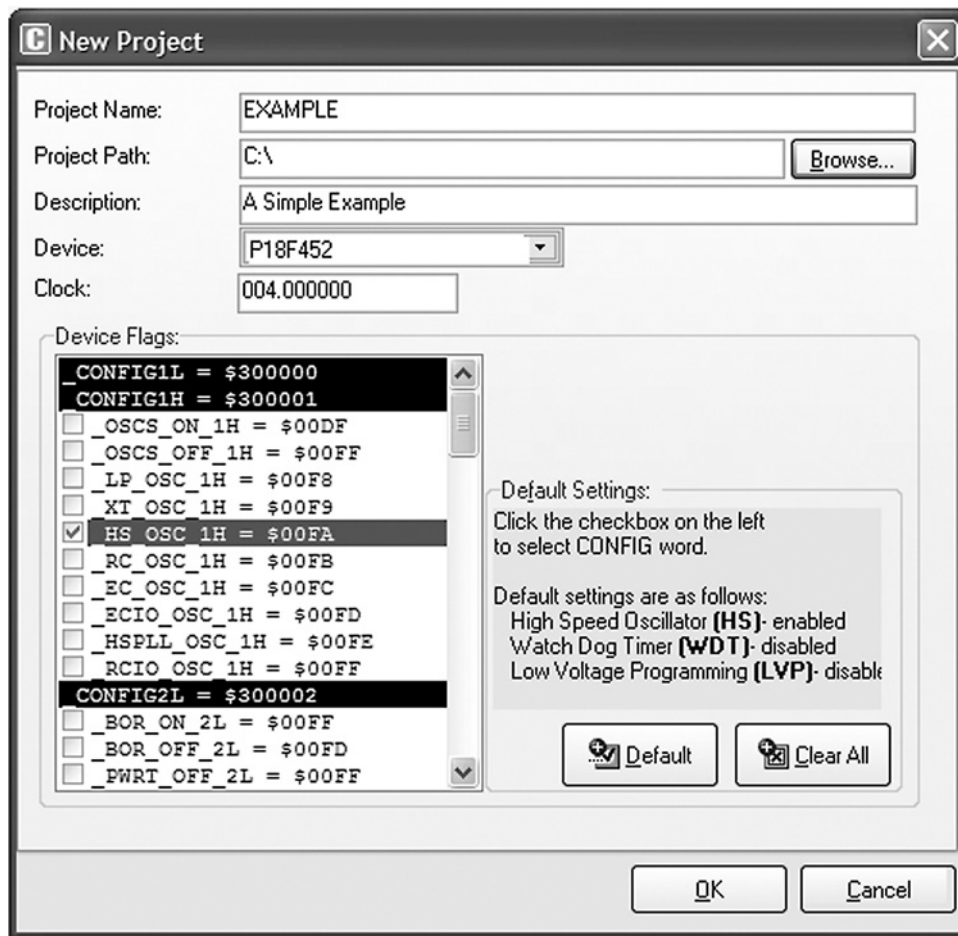 C New Project
Project Name: EXAMPLE
Project Path: C:\ Browse...
Description: A Simple Example
Device: P18F452
Clock: 004.000000
Device Flags:
_CONFIG1L = $300000
_CONFIG1H = $300001
_OSCS_ON_1H = $00DF
_OSCS_OFF_1H = $00FF
_LP_OSC_1H = $00F8
_XT_OSC_1H = $00F9
_HS_OSC_1H = $00FA
_RC_OSC_1H = $00FB
_EC_OSC_1H = $00FC
_ECIO_OSC_1H = $00FD
_HSPLL_OSC_1H = $00FE
_RCIO_OSC_1H = $00FF
_CONFIG2L = $300002
_BOR_ON_2L = $00FF
_BOR_OFF_2L = $00FD
_PWRT_OFF_2L = $00FF
Default Settings:
Click the checkbox on the left
to select CONFIG word.
Default settings are as follows:
High Speed Oscillator (HS)- enabled
Watch Dog Timer (WDT)- disabled
Low Voltage Programming (LVP)- disable
Default Clear All
OK Cancel